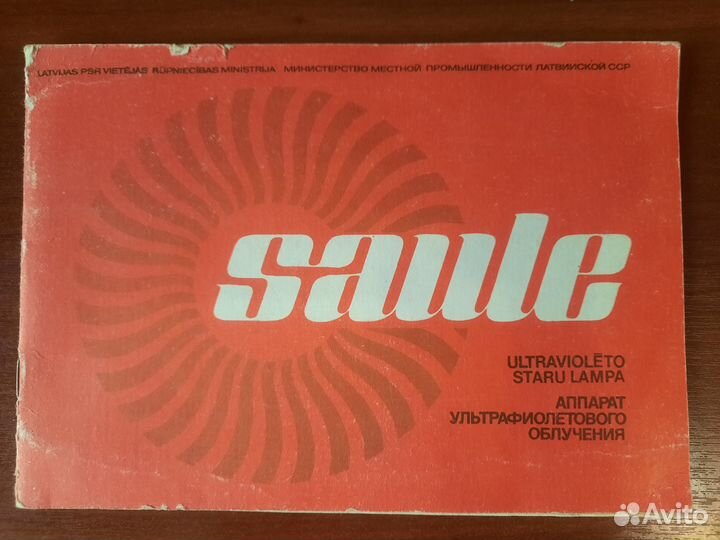 LATVIJAS PSR VIETĒJĀS RŪPNIECĪBAS MINISTRIJA МИНИСТЕРСТВО МЕСТНОЙ ПРОМЫШЛЕННОСТИ ЛАТВИЙСКОЙ ССР
saule
ULTRAVIOLĒTO
STARU LAMPA
АППАРАТ
УЛЬТРАФИОЛЕТОВОГО
ОБЛУЧЕНИЯ
Avito